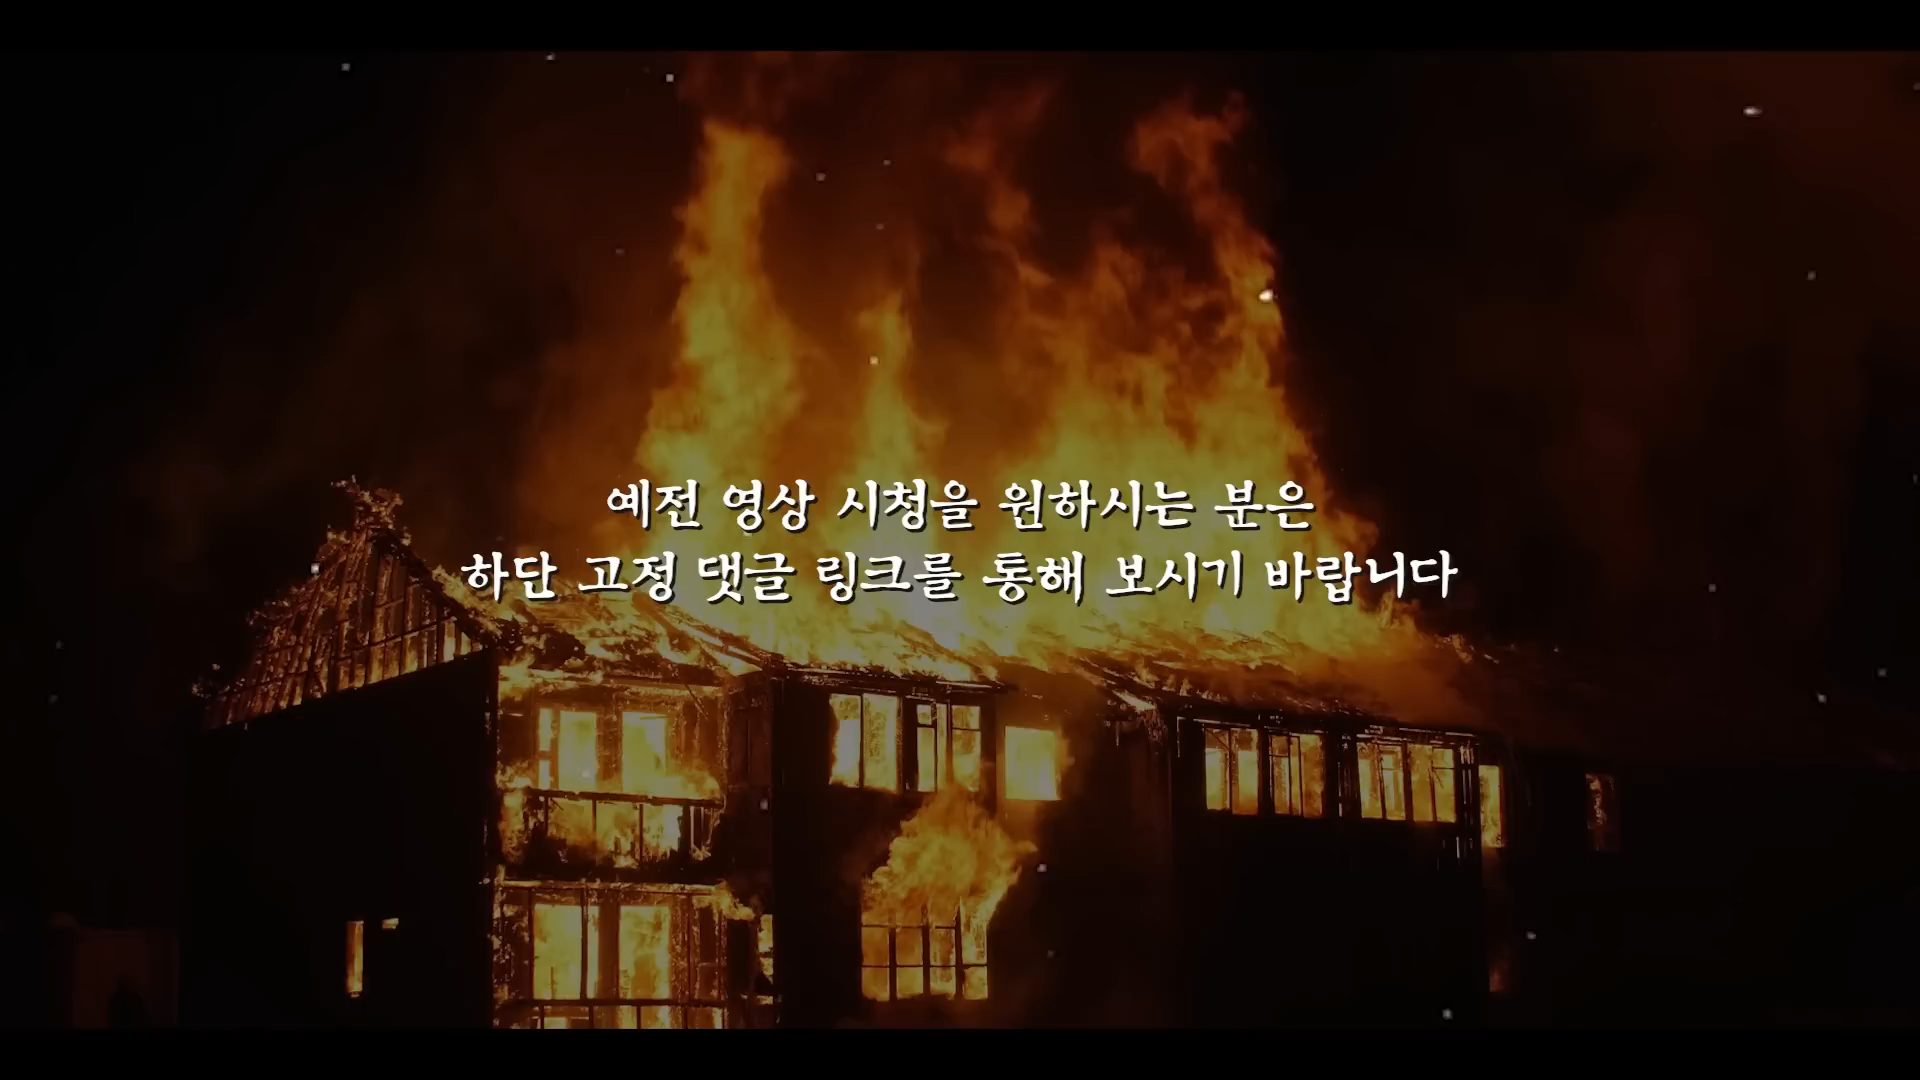 예전 영상 시청을 원하시는 분은
하단 고정 댓글 링크를 통해 보시기 바랍니다